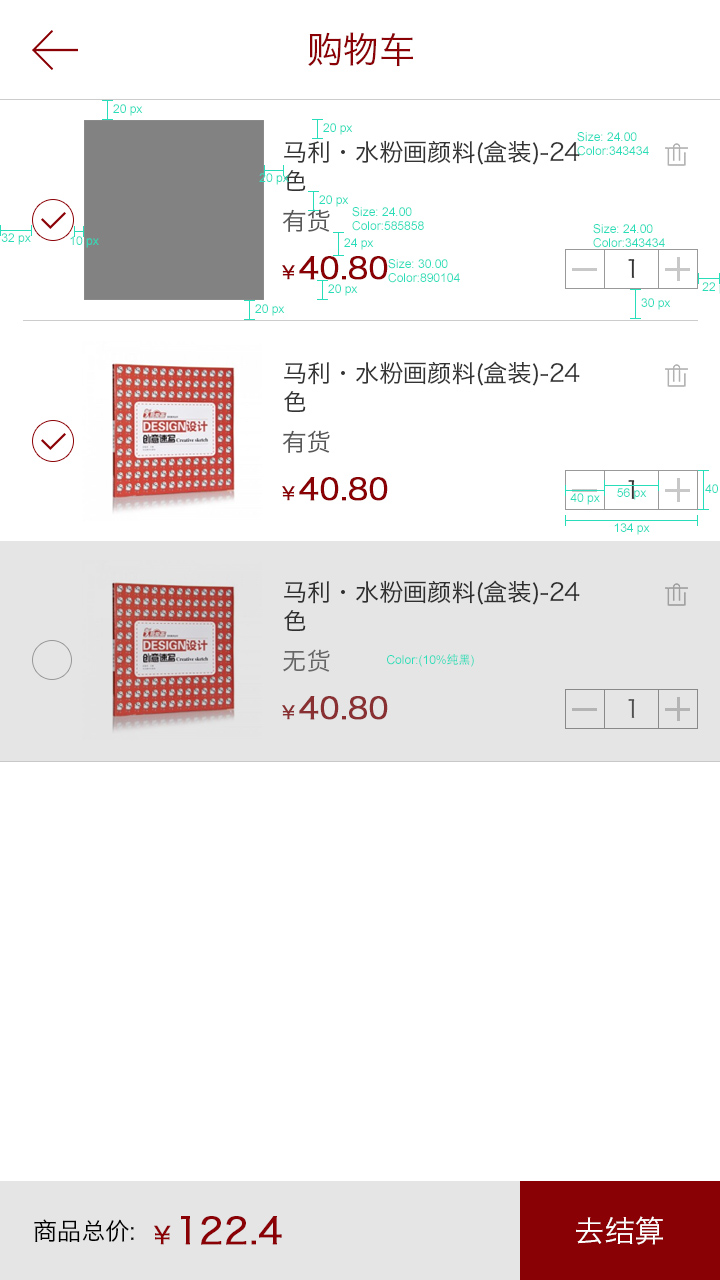 购物车
20 px
20 px
Size: 24.00
Color:343434
马利·水粉画颜料(盒装)-24
色
20 px
20 px
Size: 24.00
Color:585858
有货
32 px
10 px
24 px
Size: 24.00
Color:343434
¥40.80
Size: 30.00
Color:890104
1
22
20 px
30 px
20 px
马利·水粉画颜料(盒装)-24
色
DESIGN设计
创意速写 Creative sketch
有货
¥40.80
1
40 px
56 px
40
134 px
马利·水粉画颜料(盒装)-24
色
DESIGN设计
创意速写 Creative sketch
无货
Color:(10%纯黑)
¥40.80
1
商品总价: ¥122.4
去结算